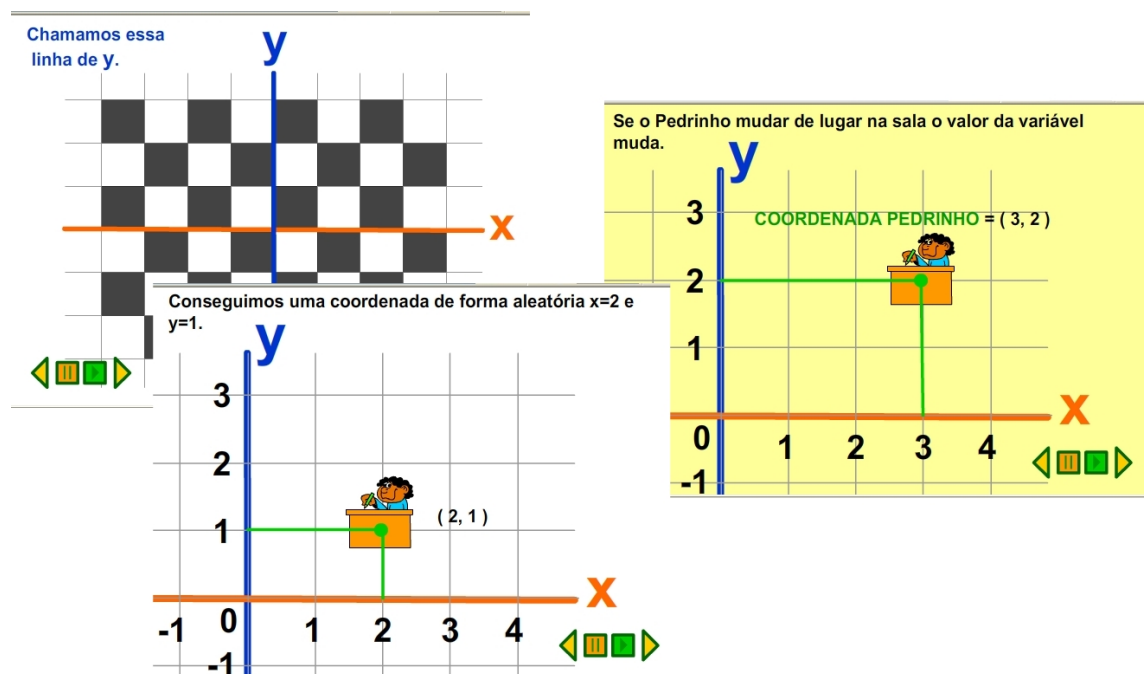 Chamamos essa
linha de y.
y
x
Se o Pedrinho mudar de lugar na sala o valor da variável
muda.
y
3
COORDENADA PEDRINHO = ( 3, 2 )
2
1
x
0 1 2 3 4
-1
Conseguimos uma coordenada de forma aleatória x=2 e
y=1.
y
3
2
1
( 2, 1 )
x
-1 0 1 2 3 4
-1